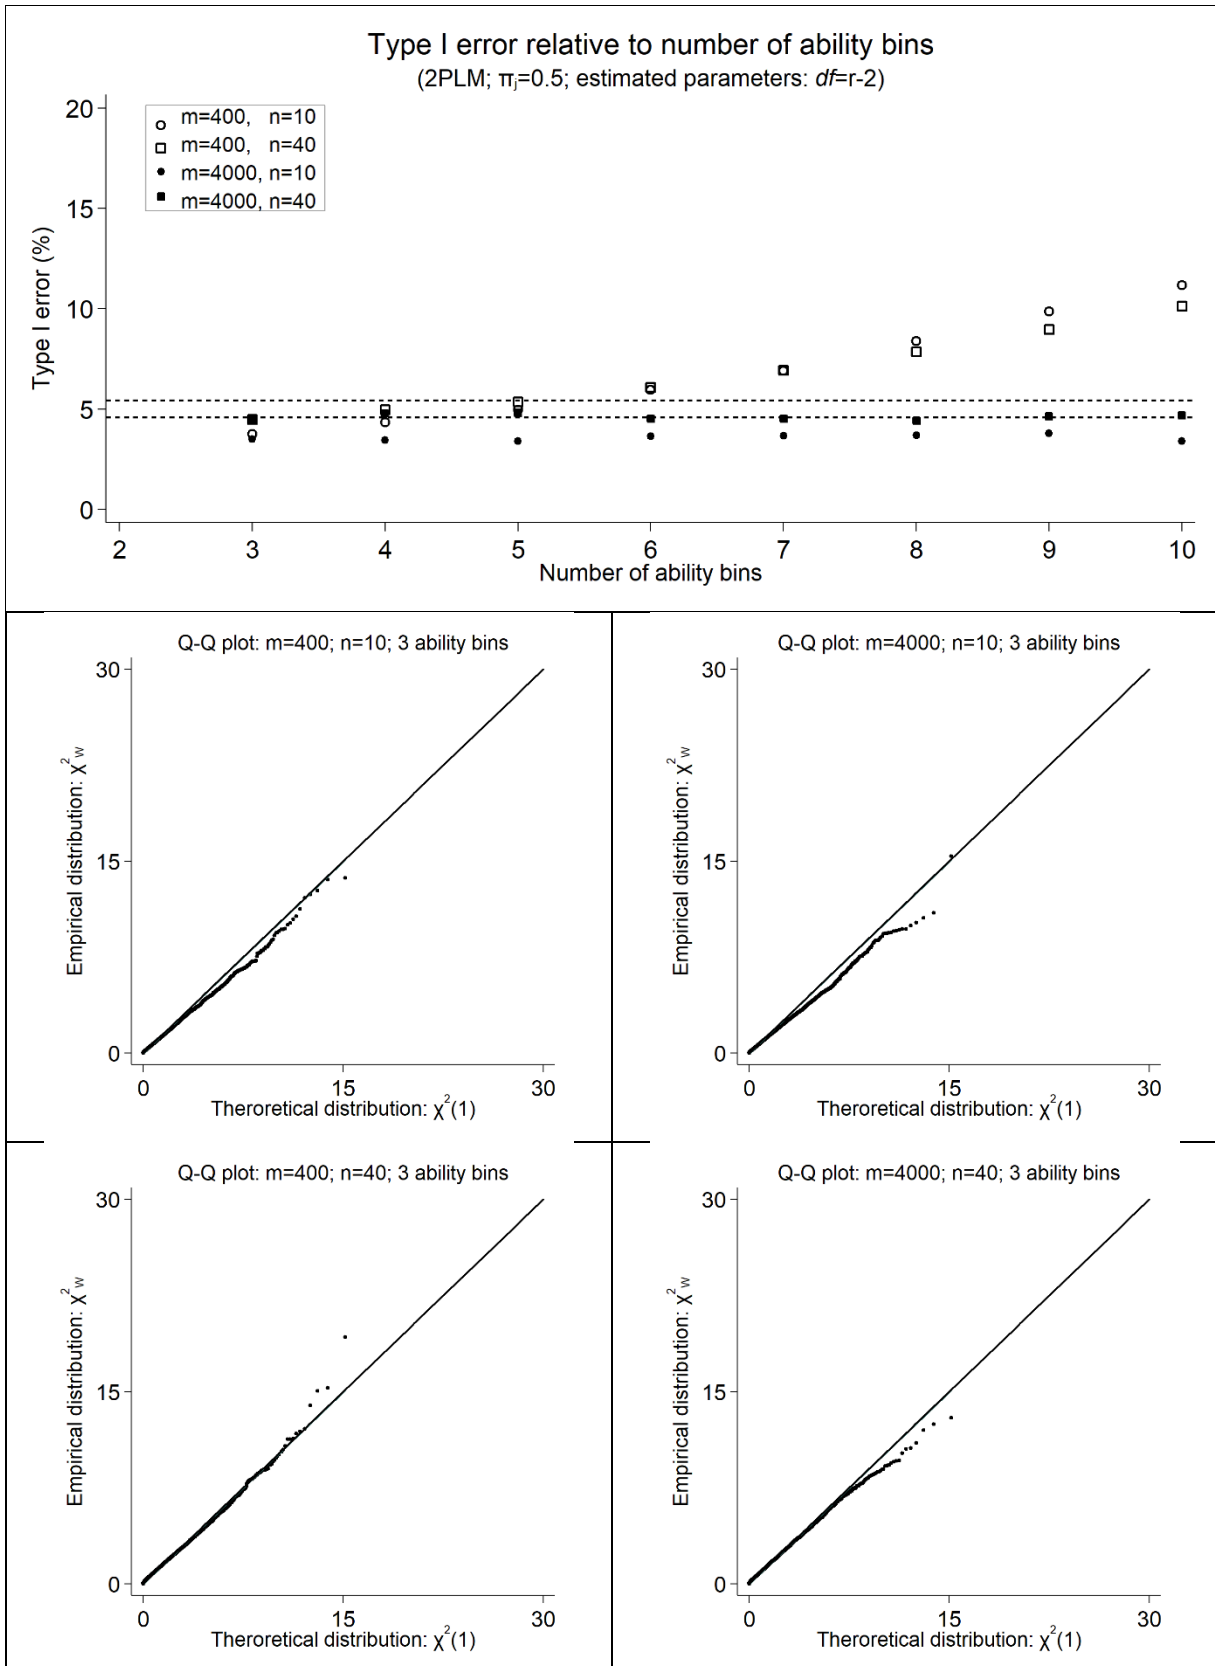 Type I error relative to number of ability bins
(2PLM; πj=0.5; estimated parameters: df=r-2)
m=400, n=10
m=400, n=40
m=4000, n=10
m=4000, n=40
Type I error (%)
20
15
10
5
0
2 3 4 5 6 7 8 9 10
Number of ability bins
Q-Q plot: m=400; n=10; 3 ability bins
Empirical distribution: χ²w
30
15
0
0 15 30
Theroretical distribution: χ²(1)
Q-Q plot: m=4000; n=10; 3 ability bins
Empirical distribution: χ²w
30
15
0
0 15 30
Theroretical distribution: χ²(1)
Q-Q plot: m=400; n=40; 3 ability bins
Empirical distribution: χ²w
30
15
0
0 15 30
Theroretical distribution: χ²(1)
Q-Q plot: m=4000; n=40; 3 ability bins
Empirical distribution: χ²w
30
15
0
0 15 30
Theroretical distribution: χ²(1)